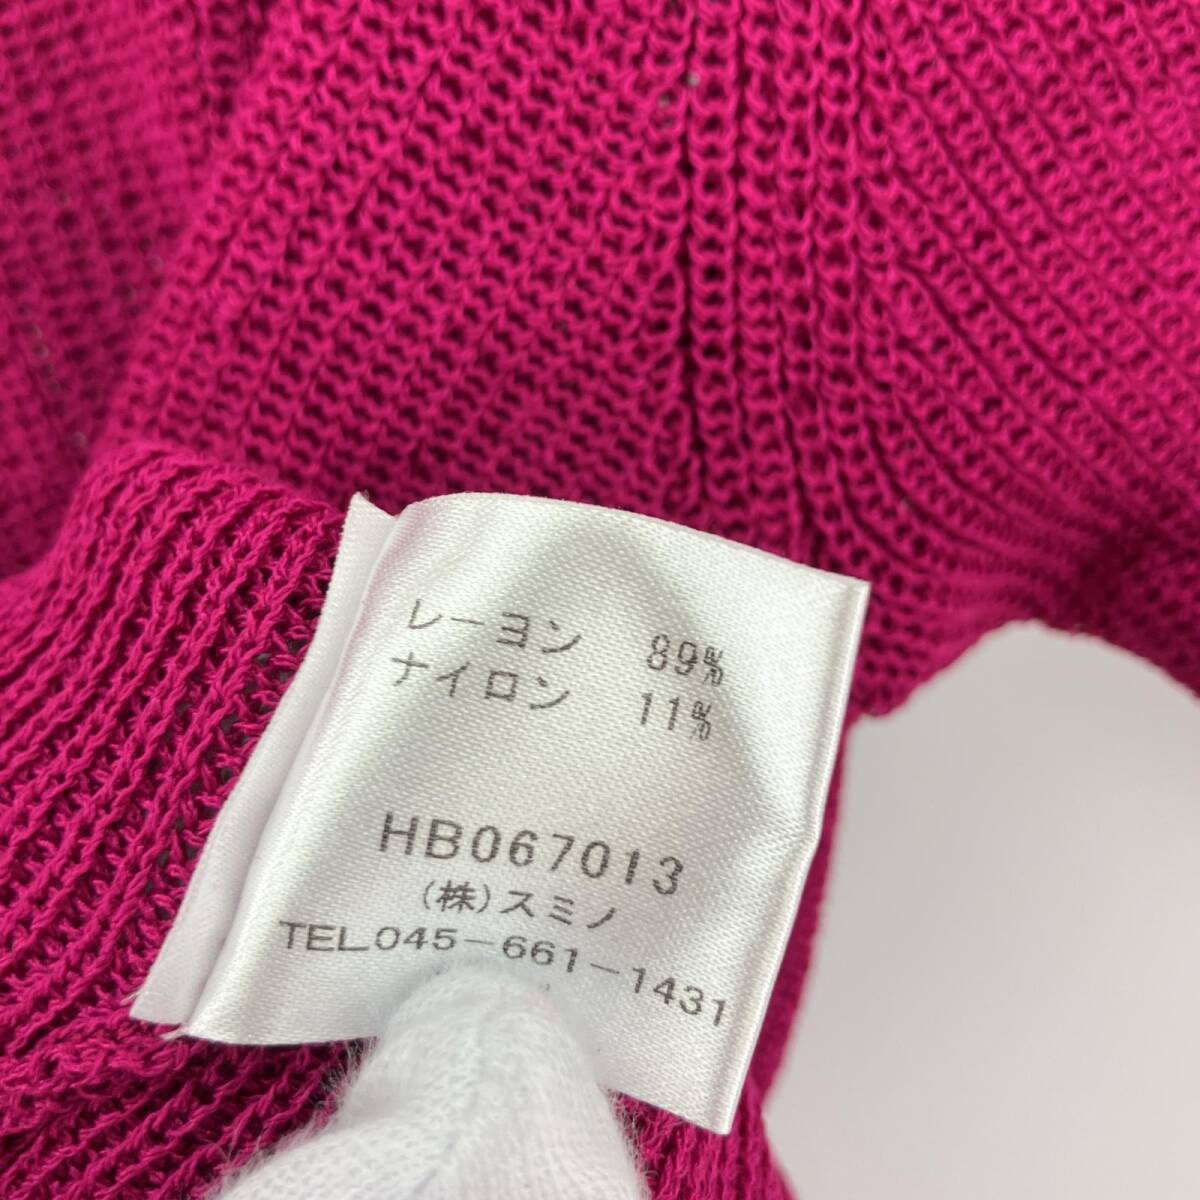 レーヨン 89%
ナイロン 11%
HB067013
(株)スミノ
TEL045-661-1431